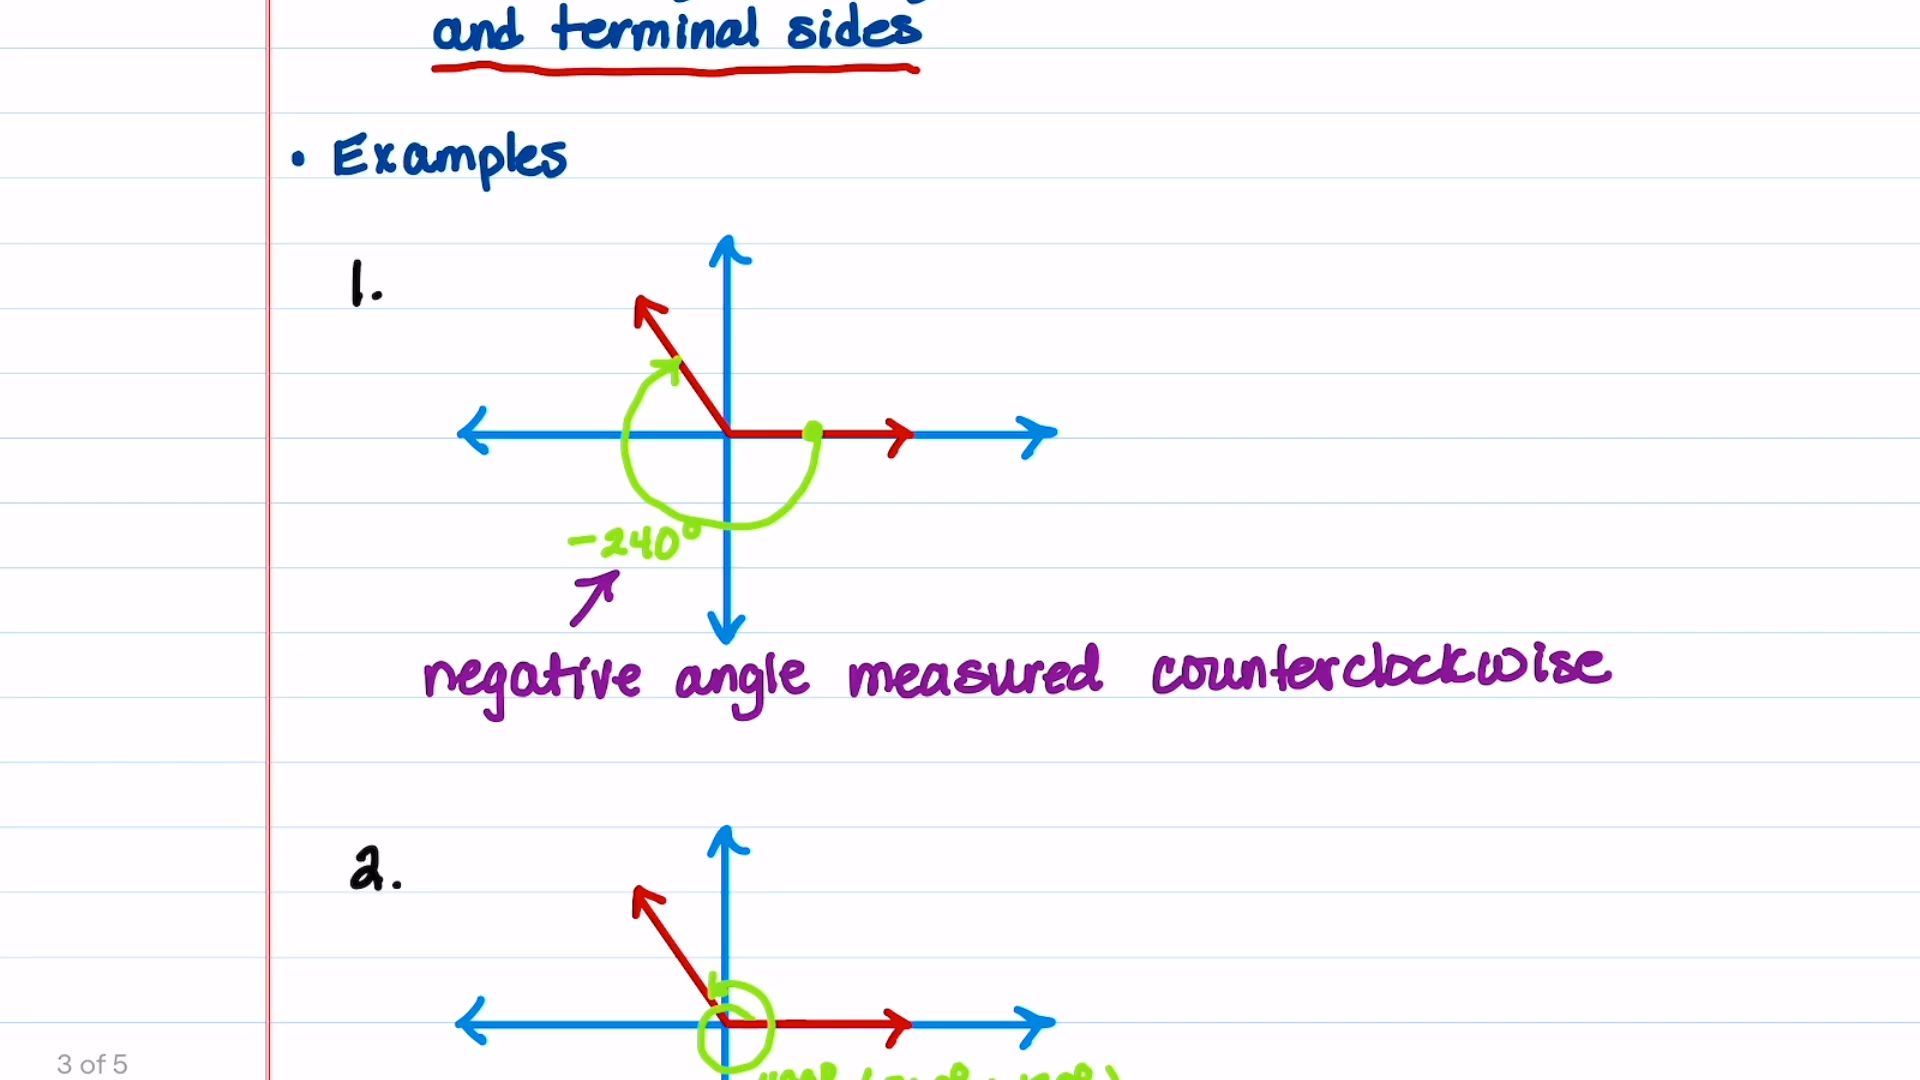 and terminal sides
• Examples
1.
-240°
negative angle measured counterclockwise
2.
3 of 5